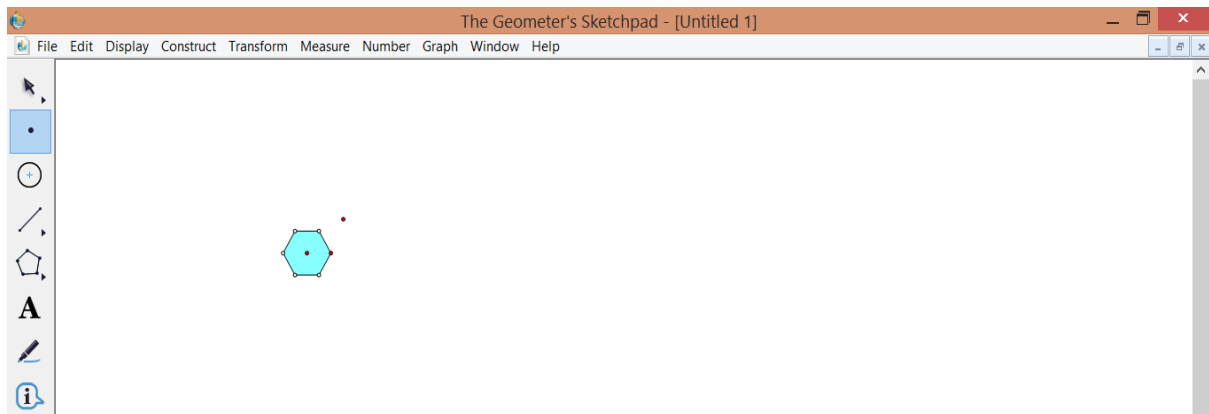 The Geometer's Sketchpad - [Untitled 1]
File Edit Display Construct Transform Measure Number Graph Window Help
A
i